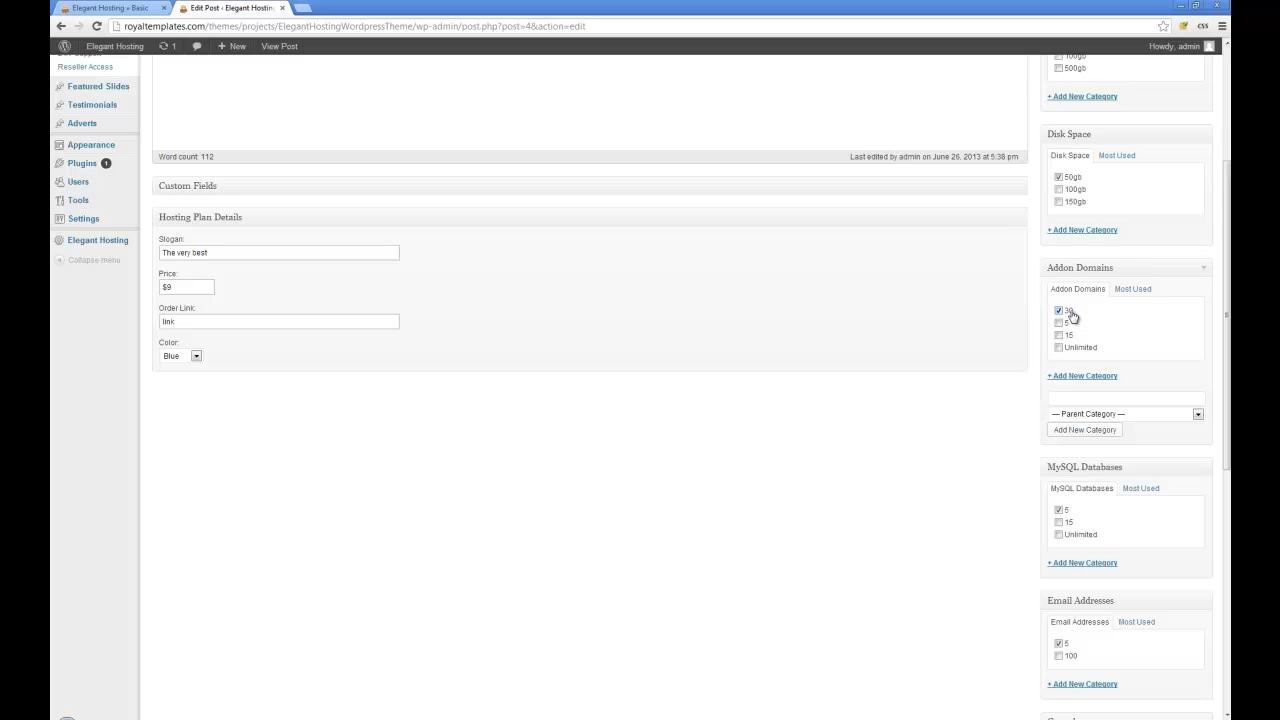 Elegant Hosting » Basic
Edit Post ‹ Elegant Hosting
royaltemplates.com/themes/projects/ElegantHostingWordpressTheme/wp-admin/post.php?post=4&action=edit
CSS
Elegant Hosting
1
New
View Post
Howdy, admin
Reseller Access
Featured Slides
Testimonials
Adverts
Appearance
Plugins 1
Users
Tools
Settings
Elegant Hosting
Collapse menu
Word count: 112
Last edited by admin on June 26, 2013 at 5:38 pm
Custom Fields
Hosting Plan Details
Slogan:
The very best
Price:
$9
Order Link:
link
Color:
Blue
100gb
500gb
+ Add New Category
Disk Space
Disk Space Most Used
50gb
100gb
150gb
+ Add New Category
Addon Domains
Addon Domains Most Used
30
5
15
Unlimited
+ Add New Category
— Parent Category —
Add New Category
MySQL Databases
MySQL Databases Most Used
5
15
Unlimited
+ Add New Category
Email Addresses
Email Addresses Most Used
5
100
+ Add New Category